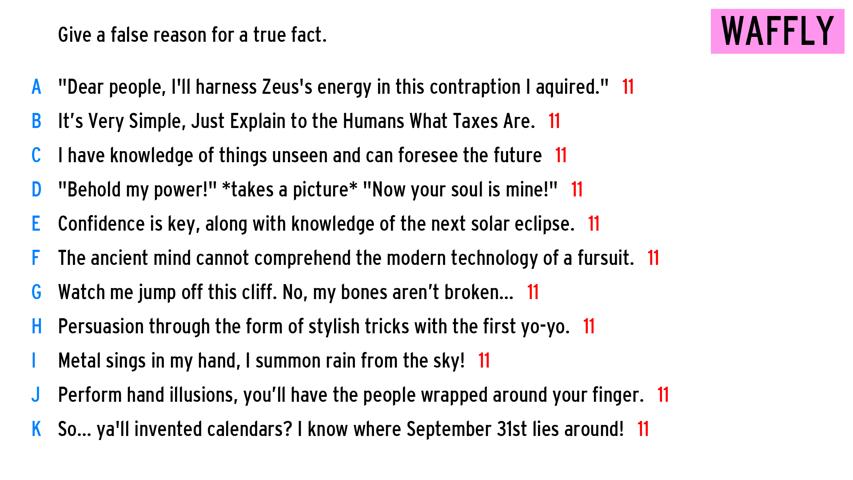 WAFFLY
Give a false reason for a true fact.
A "Dear people, I'll harness Zeus's energy in this contraption I aquired." 11
B It's Very Simple, Just Explain to the Humans What Taxes Are. 11
C I have knowledge of things unseen and can foresee the future 11
D "Behold my power!" *takes a picture* "Now your soul is mine!" 11
E Confidence is key, along with knowledge of the next solar eclipse. 11
F The ancient mind cannot comprehend the modern technology of a fursuit. 11
G Watch me jump off this cliff. No, my bones aren't broken... 11
H Persuasion through the form of stylish tricks with the first yo-yo. 11
I Metal sings in my hand, I summon rain from the sky! 11
J Perform hand illusions, you'll have the people wrapped around your finger. 11
K So... ya'll invented calendars? I know where September 31st lies around! 11